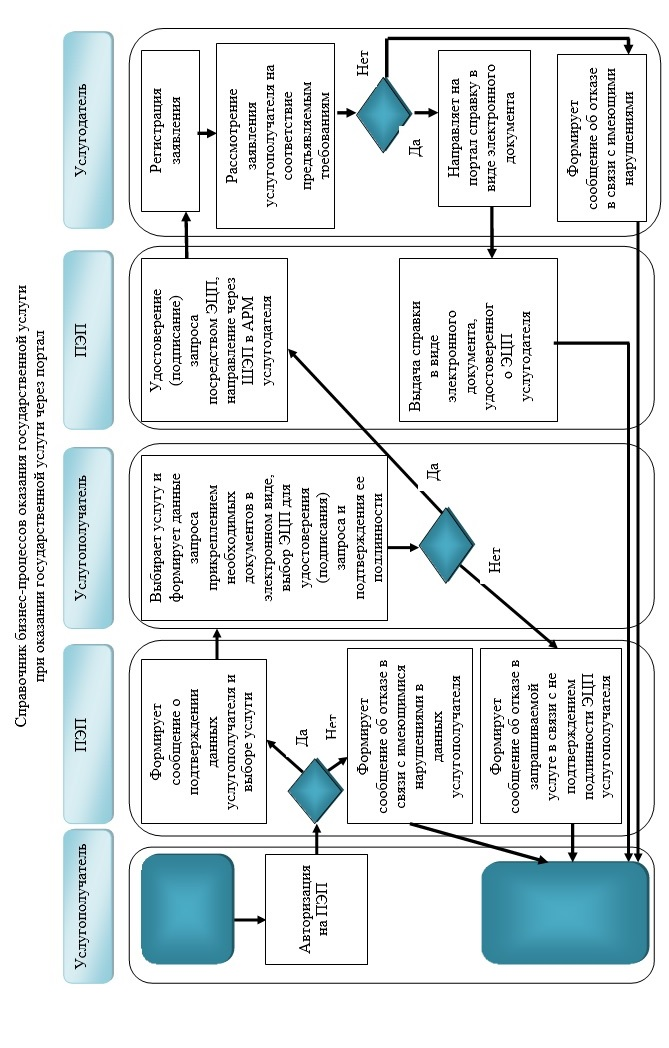 Справочник бизнес-процессов оказания государственной услуги
при оказании государственной услуги через портал
Услугополучатель
ПЭП
Услугополучатель
ПЭП
Услугодатель
Авторизация
на ПЭП
Формирует
сообщение о
подтверждении
данных
услугополучателя и
выборе услуги
Да
Нет
Формирует
сообщение об отказе в
связи с имеющимися
нарушениями в
данных
услугополучателя
Формирует
сообщение об отказе в
запрашиваемой
услуге в связи с не
подтверждением
подлинности ЭЦП
услугополучателя
Выбирает услугу и
формирует данные
запроса
прикреплением
необходимых
документов в
электронном виде,
выбор ЭЦП для
удостоверения
(подписания)
запроса и
подтверждения ее
подлинности
Да
Нет
Удостоверение
(подписание)
запроса
посредством ЭЦП,
направление через
ШЭП в АРМ
услугодателя
Выдача справки
в виде
электронного
документа,
удостоверенног
о ЭЦП
услугодателя
Регистрация
заявления
Рассмотрение
заявления
услугополучателя на
соответствие
предъявляемым
требованиям
Нет
Да
Направляет на
портал справку в
виде электронного
документа
Формирует
сообщение об отказе
в связи с имеющими
нарушениями